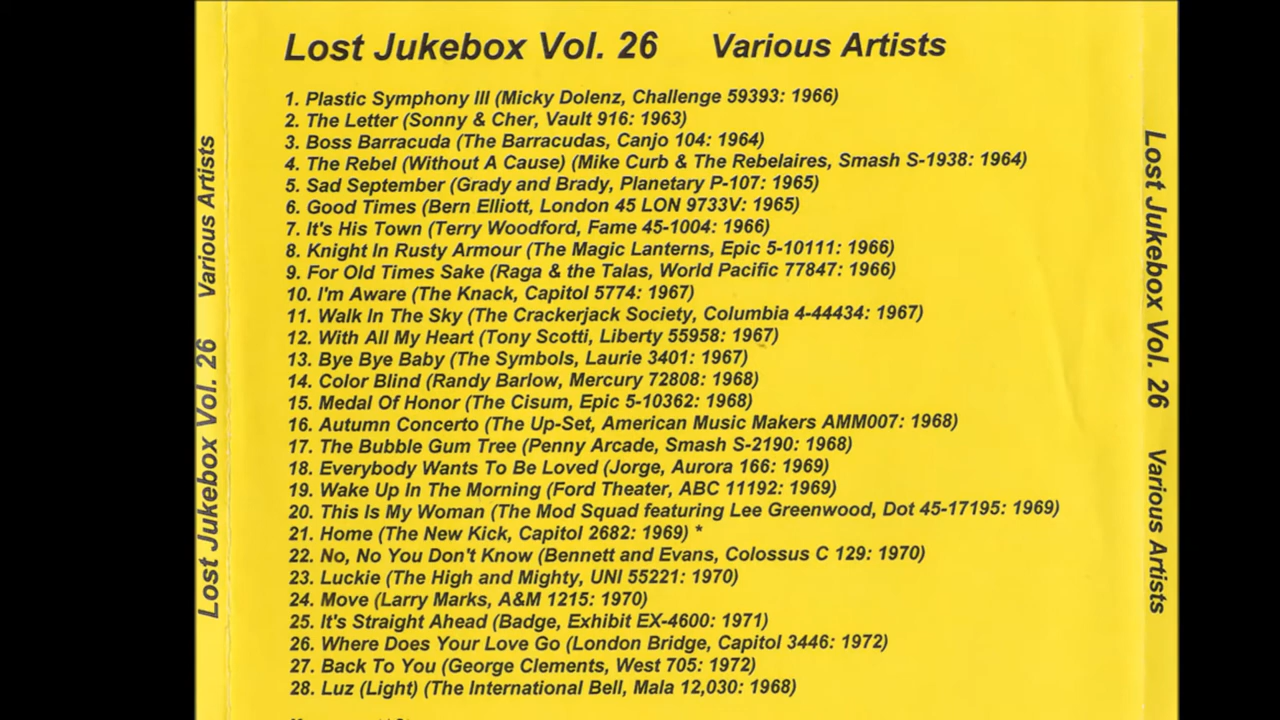 Lost Jukebox Vol. 26 Various Artists
1. Plastic Symphony III (Micky Dolenz, Challenge 59393: 1966)
2. The Letter (Sonny & Cher, Vault 916: 1963)
3. Boss Barracuda (The Barracudas, Canjo 104: 1964)
4. The Rebel (Without A Cause) (Mike Curb & The Rebelaires, Smash S-1938: 1964)
5. Sad September (Grady and Brady, Planetary P-107: 1965)
6. Good Times (Bern Elliott, London 45 LON 9733V: 1965)
7. It's His Town (Terry Woodford, Fame 45-1004: 1966)
8. Knight In Rusty Armour (The Magic Lanterns, Epic 5-10111: 1966)
9. For Old Times Sake (Raga & the Talas, World Pacific 77847: 1966)
10. I'm Aware (The Knack, Capitol 5774: 1967)
11. Walk In The Sky (The Crackerjack Society, Columbia 4-44434: 1967)
12. With All My Heart (Tony Scotti, Liberty 55958: 1967)
13. Bye Bye Baby (The Symbols, Laurie 3401: 1967)
14. Color Blind (Randy Barlow, Mercury 72808: 1968)
15. Medal Of Honor (The Cisum, Epic 5-10362: 1968)
16. Autumn Concerto (The Up-Set, American Music Makers AMM007: 1968)
17. The Bubble Gum Tree (Penny Arcade, Smash S-2190: 1968)
18. Everybody Wants To Be Loved (Jorge, Aurora 166: 1969)
19. Wake Up In The Morning (Ford Theater, ABC 11192: 1969)
20. This Is My Woman (The Mod Squad featuring Lee Greenwood, Dot 45-17195: 1969)
21. Home (The New Kick, Capitol 2682: 1969) *
22. No, No You Don't Know (Bennett and Evans, Colossus C 129: 1970)
23. Luckie (The High and Mighty, UNI 55221: 1970)
24. Move (Larry Marks, A&M 1215: 1970)
25. It's Straight Ahead (Badge, Exhibit EX-4600: 1971)
26. Where Does Your Love Go (London Bridge, Capitol 3446: 1972)
27. Back To You (George Clements, West 705: 1972)
28. Luz (Light) (The International Bell, Mala 12,030: 1968)
Lost Jukebox Vol. 26 Various Artists
Lost Jukebox Vol. 26 Various Artists